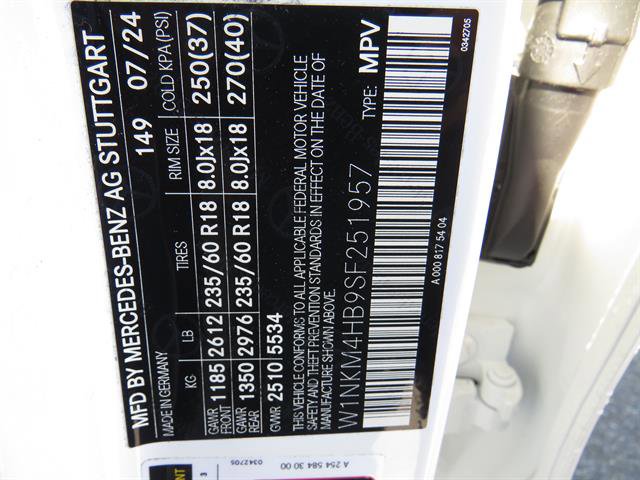 MFD BY MERCEDES-BENZ AG STUTTGART
MADE IN GERMANY 149 07/24
KG LB TIRES RIM SIZE COLD KPA(PSI)
GAWR FRONT 1185 2612 235/60 R18 8.0Jx18 250(37)
GAWR REAR 1350 2976 235/60 R18 8.0Jx18 270(40)
GVWR 2510 5534
THIS VEHICLE CONFORMS TO ALL APPLICABLE FEDERAL MOTOR VEHICLE
SAFETY AND THEFT PREVENTION STANDARDS IN EFFECT ON THE DATE OF
MANUFACTURE SHOWN ABOVE.
W1NKM4HB9SF251957 TYPE: MPV
A 000 817 54 04
0342705
A 254 584 30 00
0342705
3